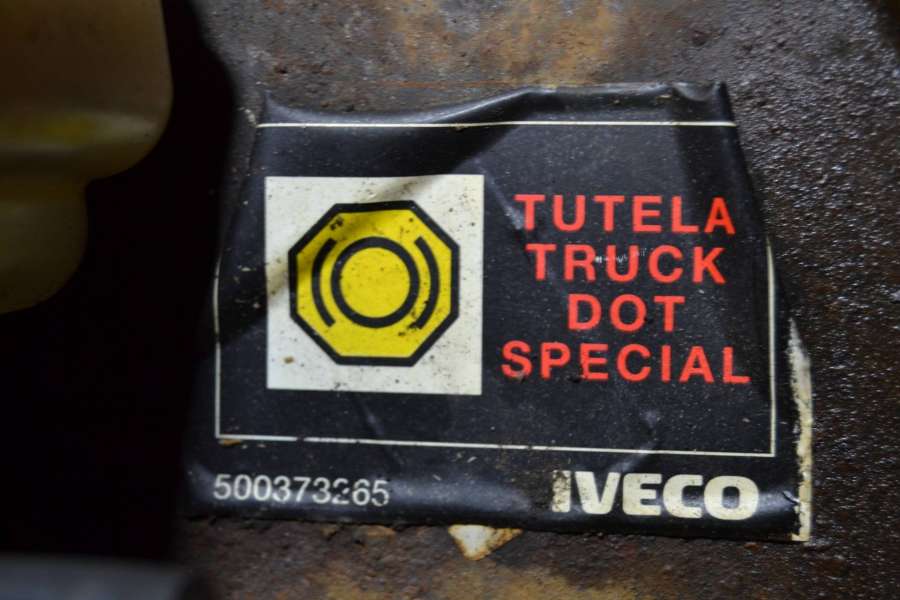 TUTELA
TRUCK
DOT
SPECIAL
500373265
IVECO